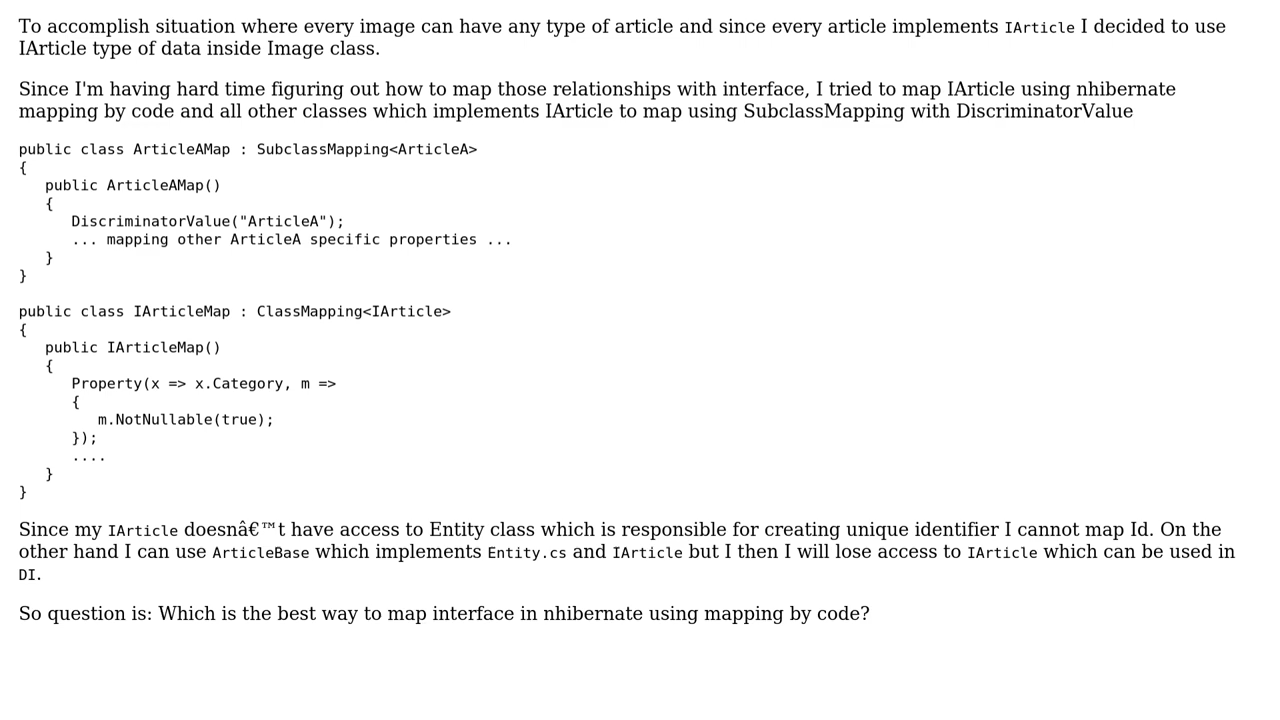 To accomplish situation where every image can have any type of article and since every article implements IArticle I decided to use
IArticle type of data inside Image class.
Since I'm having hard time figuring out how to map those relationships with interface, I tried to map IArticle using nhibernate
mapping by code and all other classes which implements IArticle to map using SubclassMapping with DiscriminatorValue
public class ArticleAMap : SubclassMapping<ArticleA>
{
   public ArticleAMap()
   {
      DiscriminatorValue("ArticleA");
      ... mapping other ArticleA specific properties ...
   }
}
public class IArticleMap : ClassMapping<IArticle>
{
   public IArticleMap()
   {
      Property(x => x.Category, m =>
      {
         m.NotNullable(true);
      });
      ....
   }
}
Since my IArticle doesnâ€™t have access to Entity class which is responsible for creating unique identifier I cannot map Id. On the
other hand I can use ArticleBase which implements Entity.cs and IArticle but I then I will lose access to IArticle which can be used in
DI.
So question is: Which is the best way to map interface in nhibernate using mapping by code?